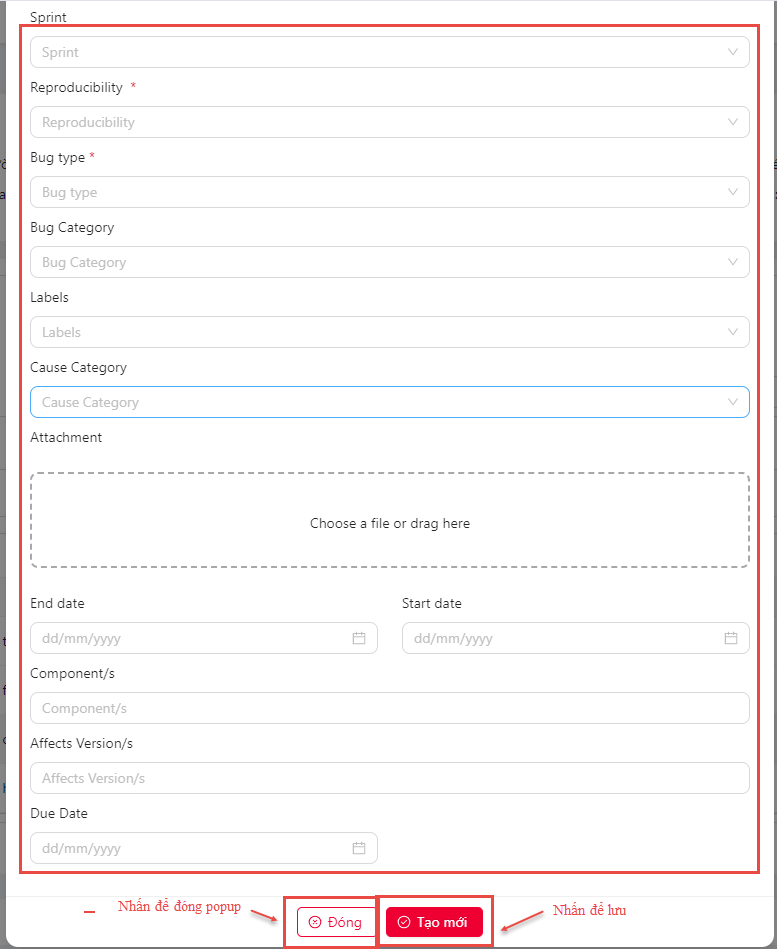 Sprint
Sprint
Reproducibility *
Reproducibility
Bug type *
Bug type
Bug Category
Bug Category
Labels
Labels
Cause Category
Cause Category
Attachment
Choose a file or drag here
End date Start date
dd/mm/yyyy dd/mm/yyyy
Component/s
Component/s
Affects Version/s
Affects Version/s
Due Date
dd/mm/yyyy
Nhấn để đóng popup
Đóng
Tạo mới
Nhấn để lưu